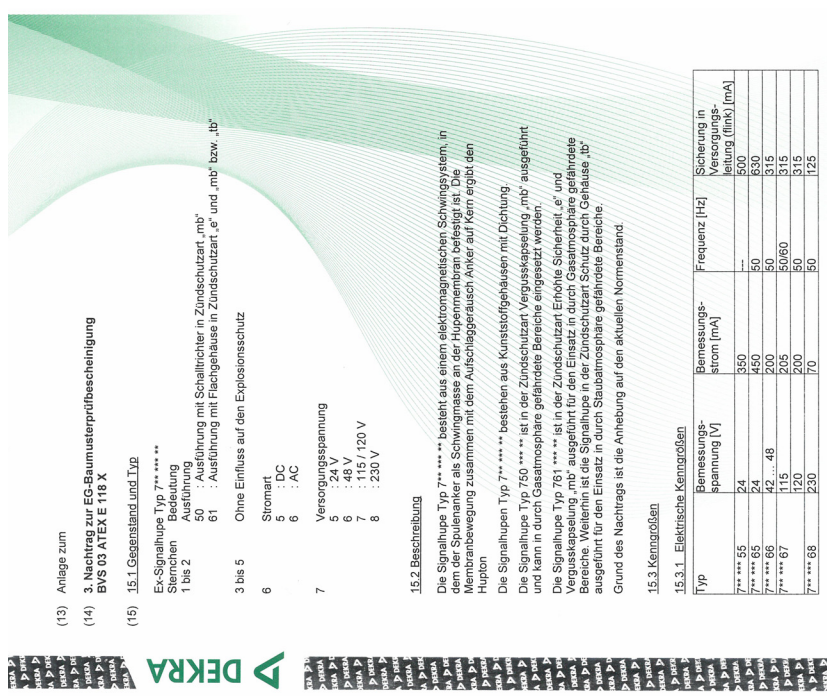 DEKRA
(13) Anlage zum
(14) 3. Nachtrag zur EG-Baumusterprüfbescheinigung
BVS 03 ATEX E 118 X
(15) 15.1 Gegenstand und Typ
Ex-Signalhupe Typ 7** *** **
Sternchen Bedeutung
1 bis 2 Ausführung
50 : Ausführung mit Schalltrichter in Zündschutzart „mb“
61 : Ausführung mit Flachgehäuse in Zündschutzart „e“ und „mb“ bzw. „tb“
3 bis 5 Ohne Einfluss auf den Explosionsschutz
6 Stromart
5 : DC
6 : AC
7 Versorgungsspannung
5 : 24 V
6 : 48 V
7 : 115 / 120 V
8 : 230 V
15.2 Beschreibung
Die Signalhupe Typ 7** *** ** besteht aus einem elektromagnetischen Schwingsystem, in
dem der Spulenanker als Schwingmasse an der Hupenmembran befestigt ist. Die
Membranbewegung zusammen mit dem Aufschlaggeräusch Anker auf Kern ergibt den
Hupton
Die Signalhupen Typ 7** *** ** bestehen aus Kunststoffgehäusen mit Dichtung.
Die Signalhupe Typ 750 *** ** ist in der Zündschutzart Vergusskapselung „mb“ ausgeführt
und kann in durch Gasatmosphäre gefährdete Bereiche eingesetzt werden.
Die Signalhupe Typ 761 *** ** ist in der Zündschutzart Erhöhte Sicherheit „e“ und
Vergusskapselung „mb“ ausgeführt für den Einsatz in durch Gasatmosphäre gefährdete
Bereiche. Weiterhin ist die Signalhupe in der Zündschutzart Schutz durch Gehäuse „tb“
ausgeführt für den Einsatz in durch Staubatmosphäre gefährdete Bereiche.
Grund des Nachtrags ist die Anhebung auf den aktuellen Normenstand.
15.3 Kenngrößen
15.3.1 Elektrische Kenngrößen
Typ Bemessungs- Bemessungs- Frequenz [Hz] Sicherung in
spannung [V] strom [mA] Versorgungs-
leitung (flink) [mA]
7** *** 55 24 350 --- 500
7** *** 65 24 450 50 630
7** *** 66 42 ... 48 200 50 315
7** *** 67 115 205 50/60 315
120 200 50 315
7** *** 68 230 70 50 125